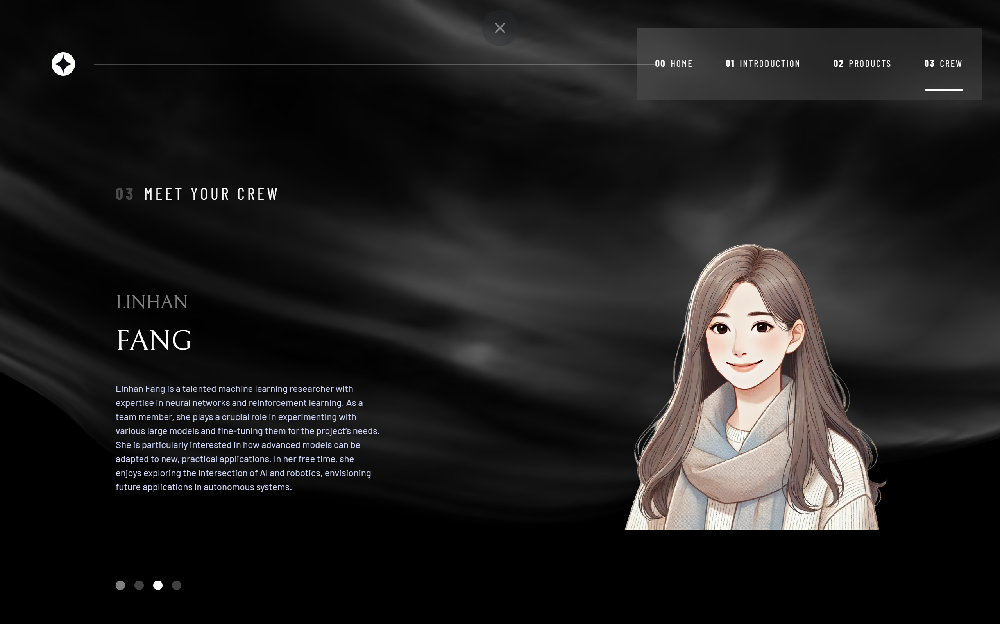 00 HOME 01 INTRODUCTION 02 PRODUCTS 03 CREW
03 MEET YOUR CREW
LINHAN
FANG
Linhan Fang is a talented machine learning researcher with
expertise in neural networks and reinforcement learning. As a
team member, she plays a crucial role in experimenting with
various large models and fine-tuning them for the project’s needs.
She is particularly interested in how advanced models can be
adapted to new, practical applications. In her free time, she
enjoys exploring the intersection of AI and robotics, envisioning
future applications in autonomous systems.